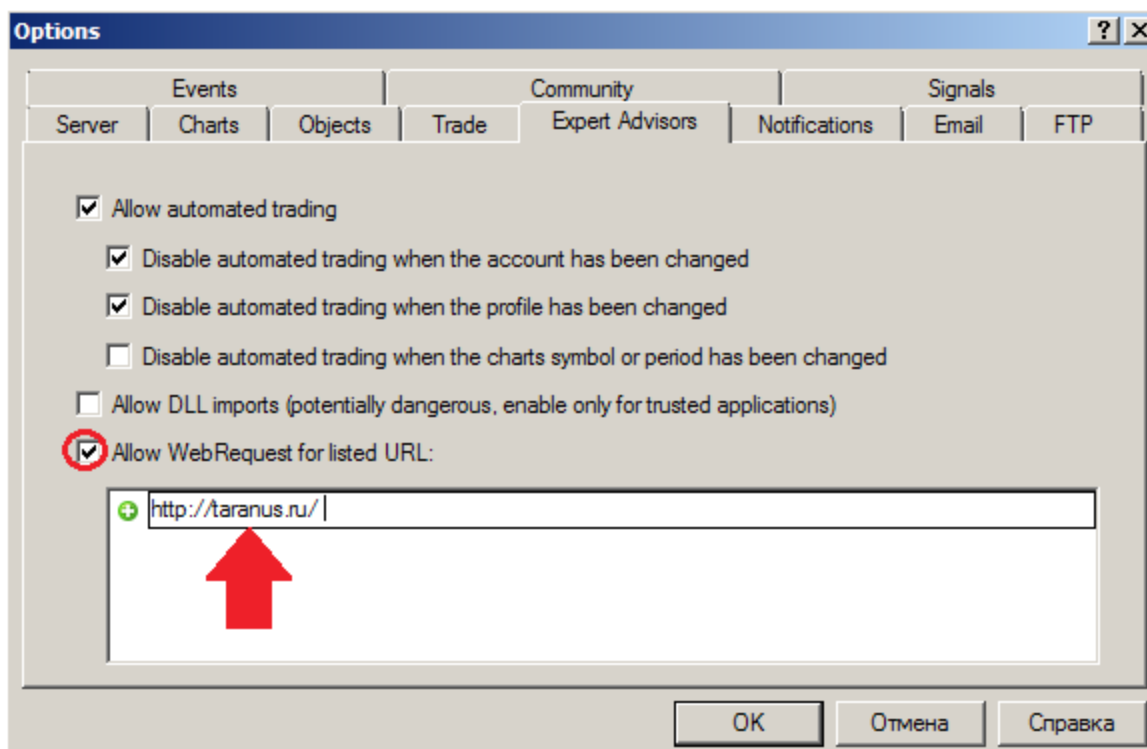 Options
Events Community Signals
Server Charts Objects Trade Expert Advisors Notifications Email FTP
Allow automated trading
Disable automated trading when the account has been changed
Disable automated trading when the profile has been changed
Disable automated trading when the charts symbol or period has been changed
Allow DLL imports (potentially dangerous, enable only for trusted applications)
Allow WebRequest for listed URL:
http://taranus.ru/
OK Отмена Справка